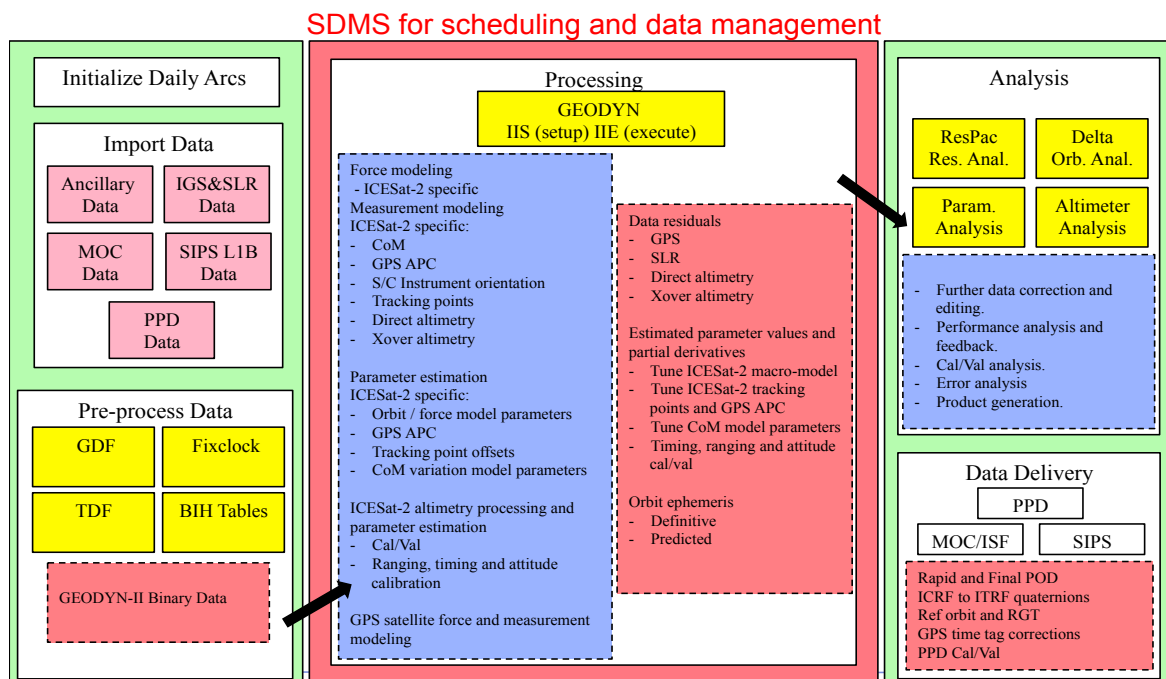 SDMS for scheduling and data management
Initialize Daily Arcs
Import Data
Ancillary
Data
IGS&SLR
Data
MOC
Data
SIPS L1B
Data
PPD
Data
Pre-process Data
GDF
Fixclock
TDF
BIH Tables
GEODYN-II Binary Data
Processing
GEODYN
IIS (setup) IIE (execute)
Force modeling
- ICESat-2 specific
Measurement modeling
ICESat-2 specific:
- CoM
- GPS APC
- S/C Instrument orientation
- Tracking points
- Direct altimetry
- Xover altimetry
Parameter estimation
ICESat-2 specific:
- Orbit / force model parameters
- GPS APC
- Tracking point offsets
- CoM variation model parameters
ICESat-2 altimetry processing and
parameter estimation
- Cal/Val
- Ranging, timing and attitude
calibration
GPS satellite force and measurement
modeling
Data residuals
- GPS
- SLR
- Direct altimetry
- Xover altimetry
Estimated parameter values and
partial derivatives
- Tune ICESat-2 macro-model
- Tune ICESat-2 tracking
points and GPS APC
- Tune CoM model parameters
- Timing, ranging and attitude
cal/val
Orbit ephemeris
- Definitive
- Predicted
Analysis
ResPac
Res. Anal.
Delta
Orb. Anal.
Param.
Analysis
Altimeter
Analysis
- Further data correction and
editing.
- Performance analysis and
feedback.
- Cal/Val analysis.
- Error analysis
- Product generation.
Data Delivery
PPD
MOC/ISF
SIPS
Rapid and Final POD
ICRF to ITRF quaternions
Ref orbit and RGT
GPS time tag corrections
PPD Cal/Val